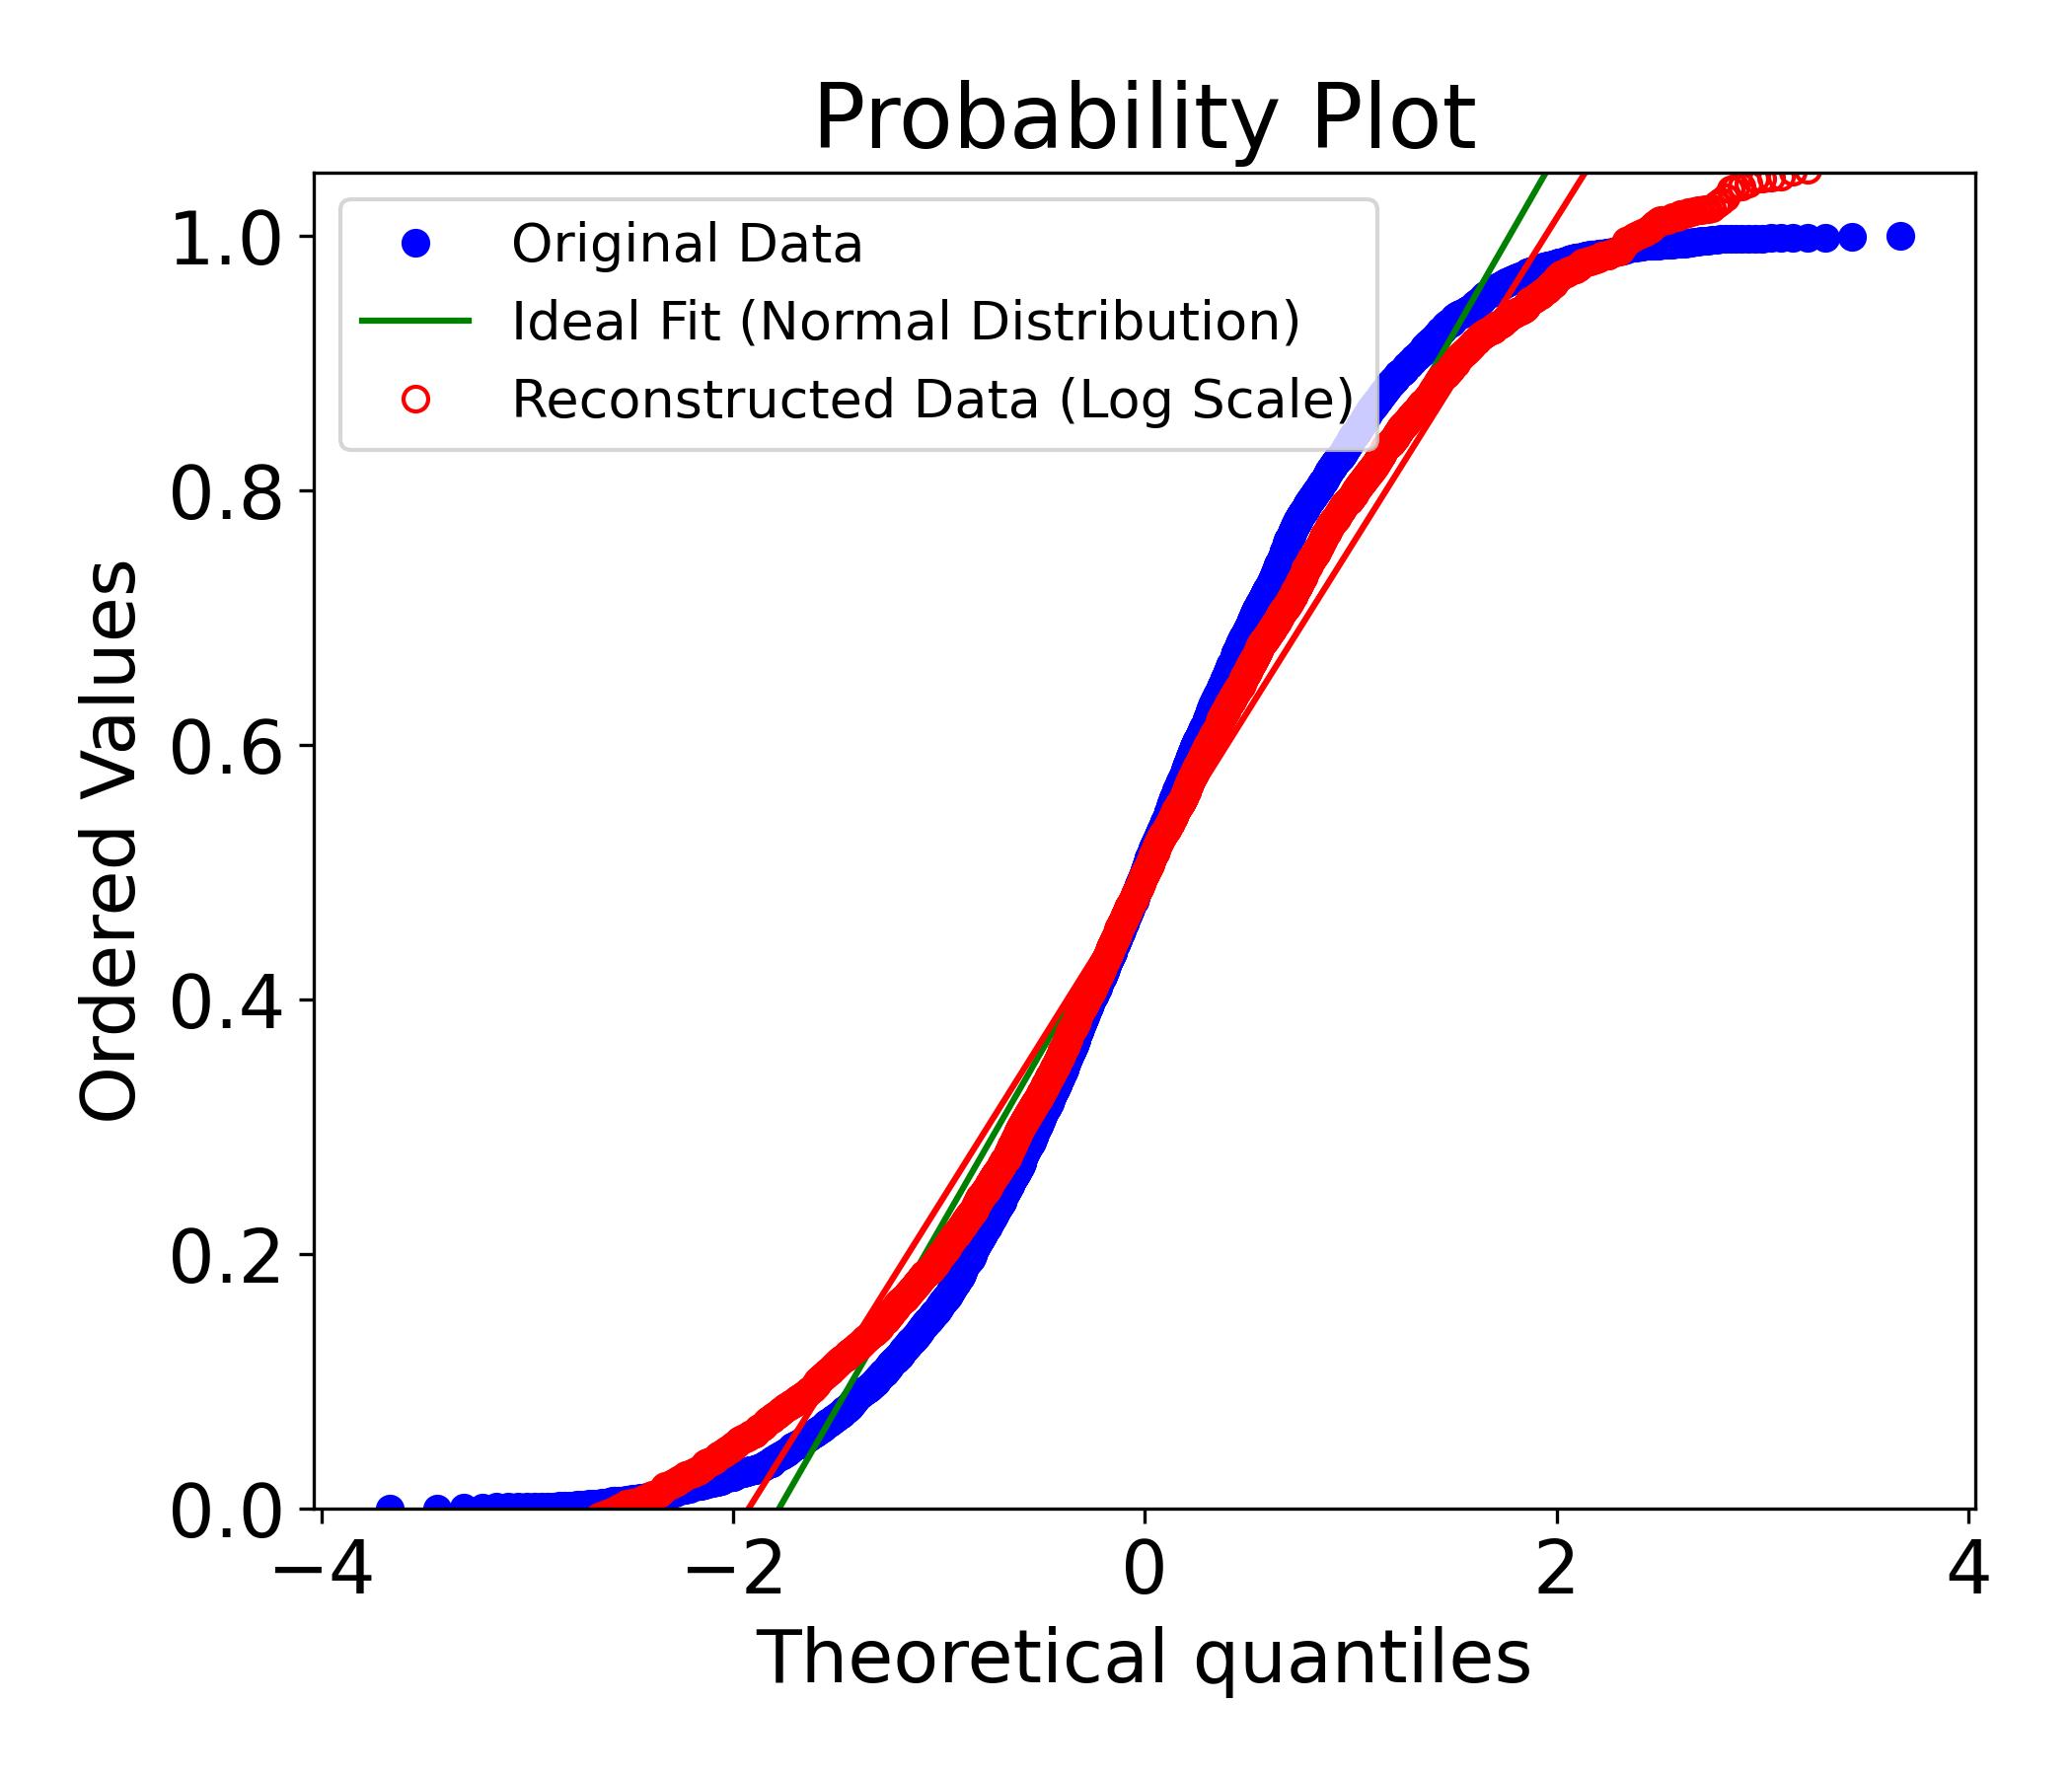 Probability Plot
Original Data
Ideal Fit (Normal Distribution)
Reconstructed Data (Log Scale)
1.0
0.8
0.6
0.4
0.2
0.0
Ordered Values
−4
−2
0
2
4
Theoretical quantiles